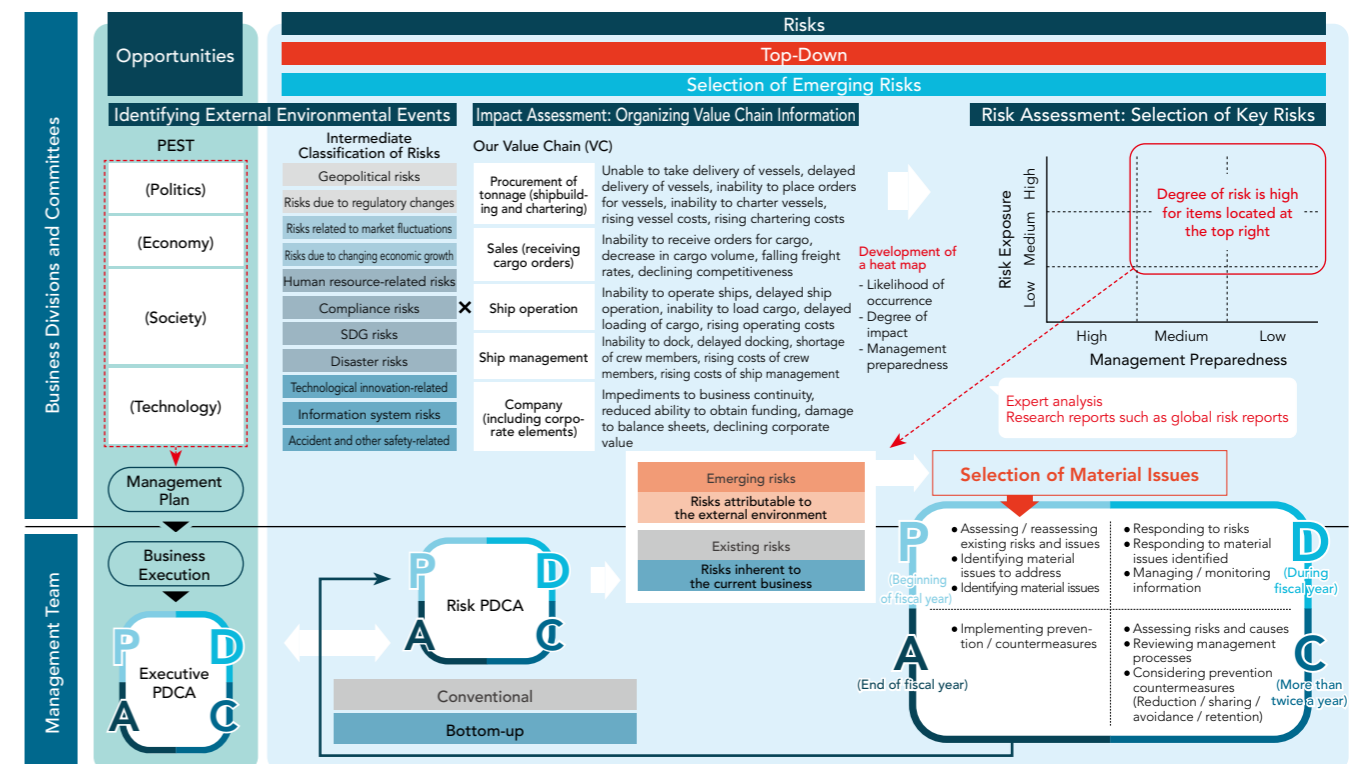 Business Divisions and Committees
Management Team
Opportunities
Risks
Top-Down
Selection of Emerging Risks
Identifying External Environmental Events
PEST
(Politics)
(Economy)
(Society)
(Technology)
Management
Plan
Business
Execution
P
D
A
C
Executive
PDCA
Intermediate
Classification of Risks
Geopolitical risks
Risks due to regulatory changes
Risks related to market fluctuations
Risks due to changing economic growth
Human resource-related risks
Compliance risks
SDG risks
Disaster risks
Technological innovation-related
Information system risks
Accident and other safety-related
×
Impact Assessment: Organizing Value Chain Information
Our Value Chain (VC)
Procurement of
tonnage (shipbuild-
ing and chartering)
Unable to take delivery of vessels, delayed
delivery of vessels, inability to place orders
for vessels, inability to charter vessels,
rising vessel costs, rising chartering costs
Sales (receiving
cargo orders)
Inability to receive orders for cargo,
decrease in cargo volume, falling freight
rates, declining competitiveness
Ship operation
Inability to operate ships, delayed ship
operation, inability to load cargo, delayed
loading of cargo, rising operating costs
Ship management
Inability to dock, delayed docking, shortage
of crew members, rising costs of crew
members, rising costs of ship management
Company
(including corpo-
rate elements)
Impediments to business continuity,
reduced ability to obtain funding, damage
to balance sheets, declining corporate
value
Development of
a heat map
- Likelihood of
occurrence
- Degree of
impact
- Management
preparedness
Risk Assessment: Selection of Key Risks
Risk Exposure
High
Medium
Low
Degree of risk is high
for items located at
the top right
High
Medium
Low
Management Preparedness
Expert analysis
Research reports such as global risk reports
Emerging risks
Risks attributable to
the external environment
Existing risks
Risks inherent to
the current business
Selection of Material Issues
P
D
A
C
Risk PDCA
Conventional
Bottom-up
P
(Beginning
of fiscal year)
● Assessing / reassessing
existing risks and issues
● Identifying material
issues to address
● Identifying material issues
● Responding to risks
● Responding to material
issues identified
● Managing / monitoring
information
D
(During
fiscal year)
A
(End of fiscal year)
● Implementing preven-
tion / countermeasures
● Assessing risks and causes
● Reviewing management
processes
● Considering prevention
countermeasures
(Reduction / sharing /
avoidance / retention)
C
(More than
twice a year)